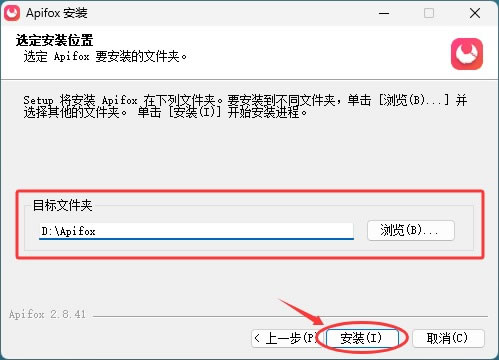 Apifox 安装
选定安装位置
选定 Apifox 要安装的文件夹。
Setup 将安装 Apifox 在下列文件夹。要安装到不同文件夹，单击 [浏览(B)...] 并
选择其他的文件夹。 单击 [安装(I)] 开始安装进程。
目标文件夹
D:\Apifox
浏览(B)...
Apifox 2.8.41
< 上一步(P)
安装(I)
取消(C)